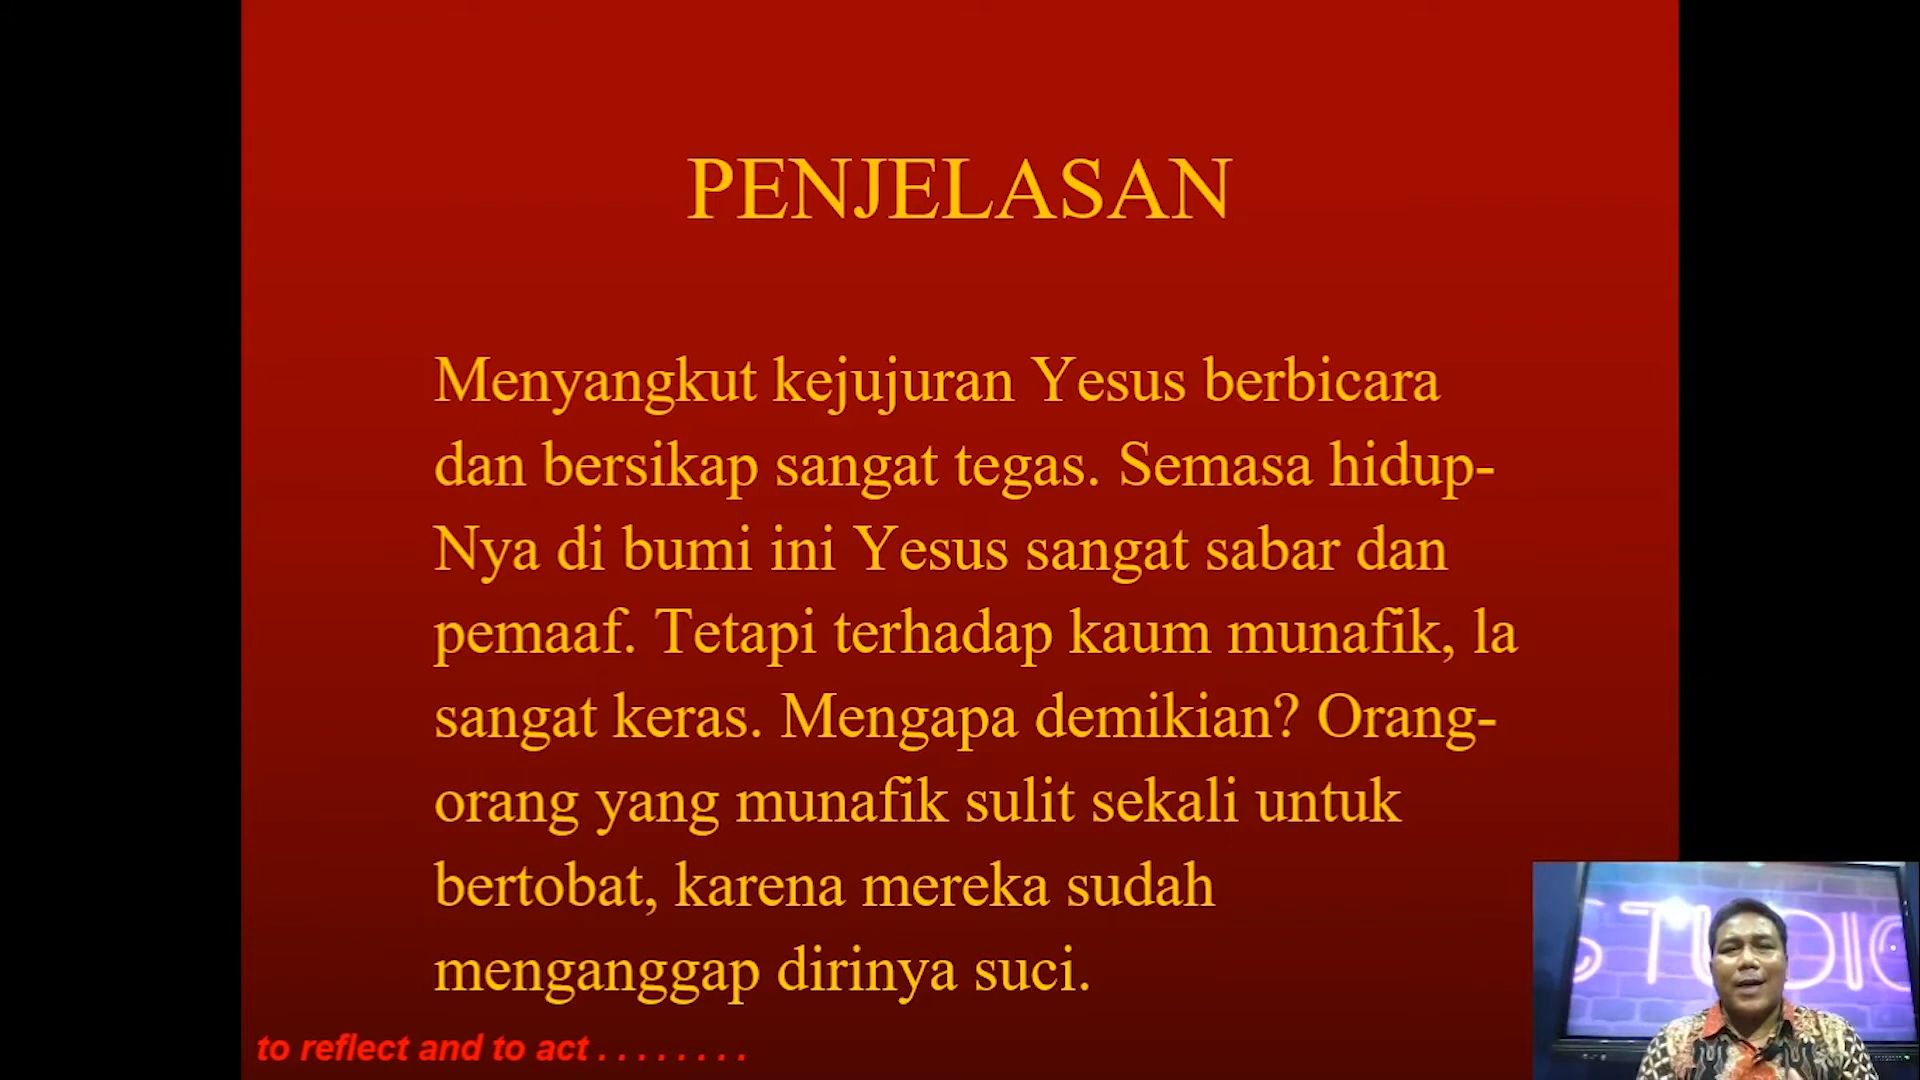 PENJELASAN
Menyangkut kejujuran Yesus berbicara
dan bersikap sangat tegas. Semasa hidup-
Nya di bumi ini Yesus sangat sabar dan
pemaaf. Tetapi terhadap kaum munafik, la
sangat keras. Mengapa demikian? Orang-
orang yang munafik sulit sekali untuk
bertobat, karena mereka sudah
menganggap dirinya suci.
to reflect and to act . . . . . . . .
STUDIO